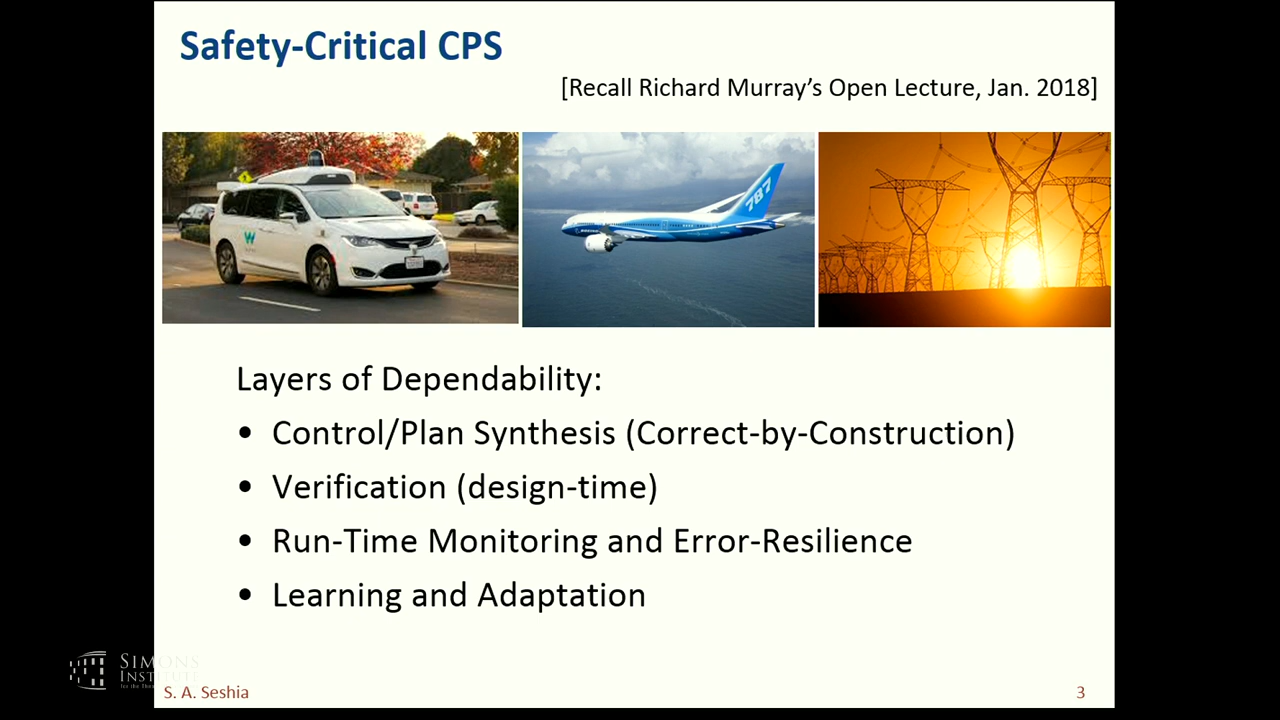 Safety-Critical CPS
[Recall Richard Murray's Open Lecture, Jan. 2018]
W
787
Layers of Dependability:
• Control/Plan Synthesis (Correct-by-Construction)
• Verification (design-time)
• Run-Time Monitoring and Error-Resilience
• Learning and Adaptation
SIMONS
INSTITUTE
S. A. Seshia
3